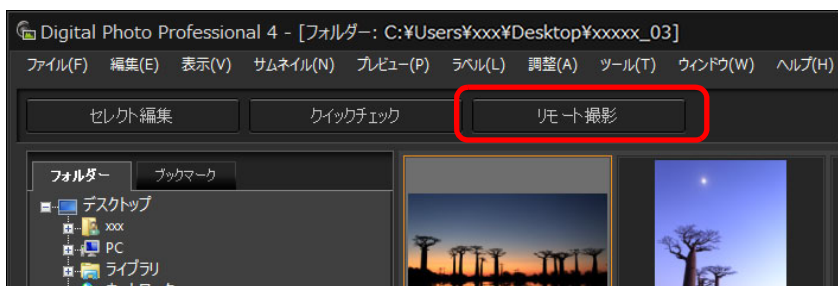 Digital Photo Professional 4 - [フォルダー: C:¥Users¥xxx¥Desktop¥xxxxx_03]
ファイル(F) 編集(E) 表示(V) サムネイル(N) プレビュー(P) ラベル(L) 調整(A) ツール(T) ウィンドウ(W) ヘルプ(H)
セレクト編集 クイックチェック リモート撮影
フォルダー ブックマーク
デスクトップ
xxx
PC
ライブラリ